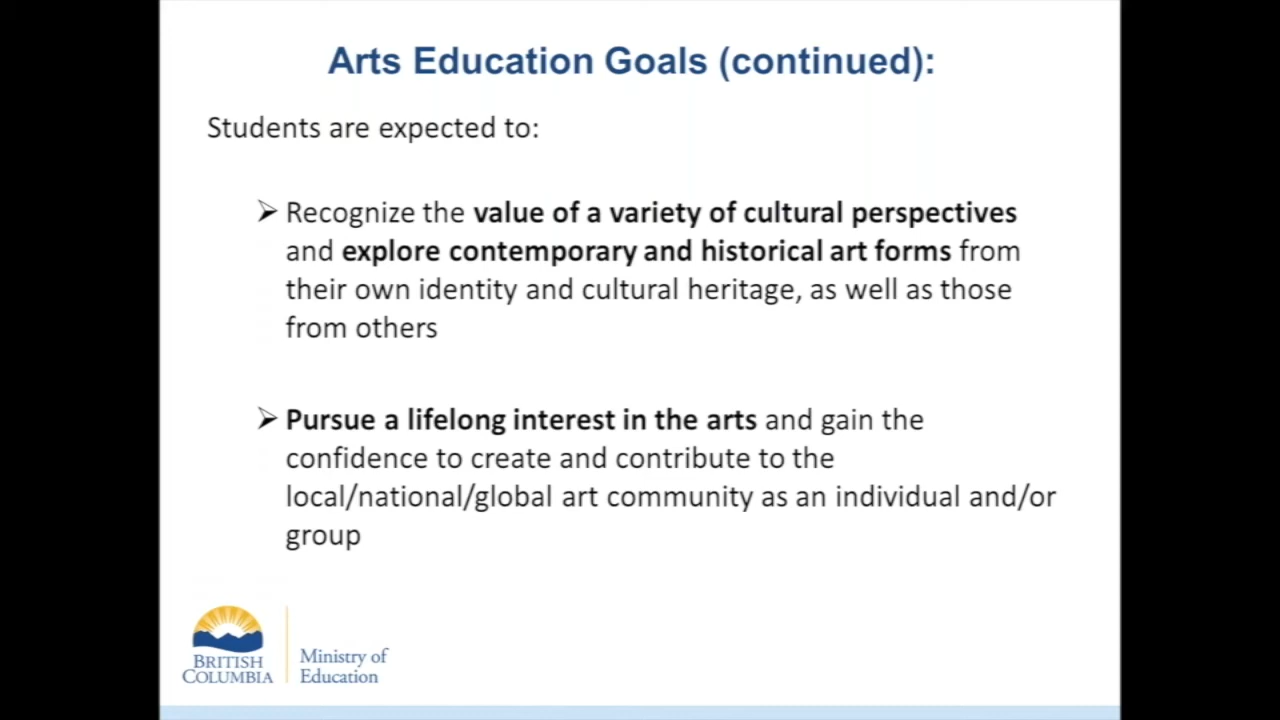 Arts Education Goals (continued):
Students are expected to:
➢ Recognize the value of a variety of cultural perspectives
and explore contemporary and historical art forms from
their own identity and cultural heritage, as well as those
from others
➢ Pursue a lifelong interest in the arts and gain the
confidence to create and contribute to the
local/national/global art community as an individual and/or
group
BRITISH
COLUMBIA
Ministry of
Education